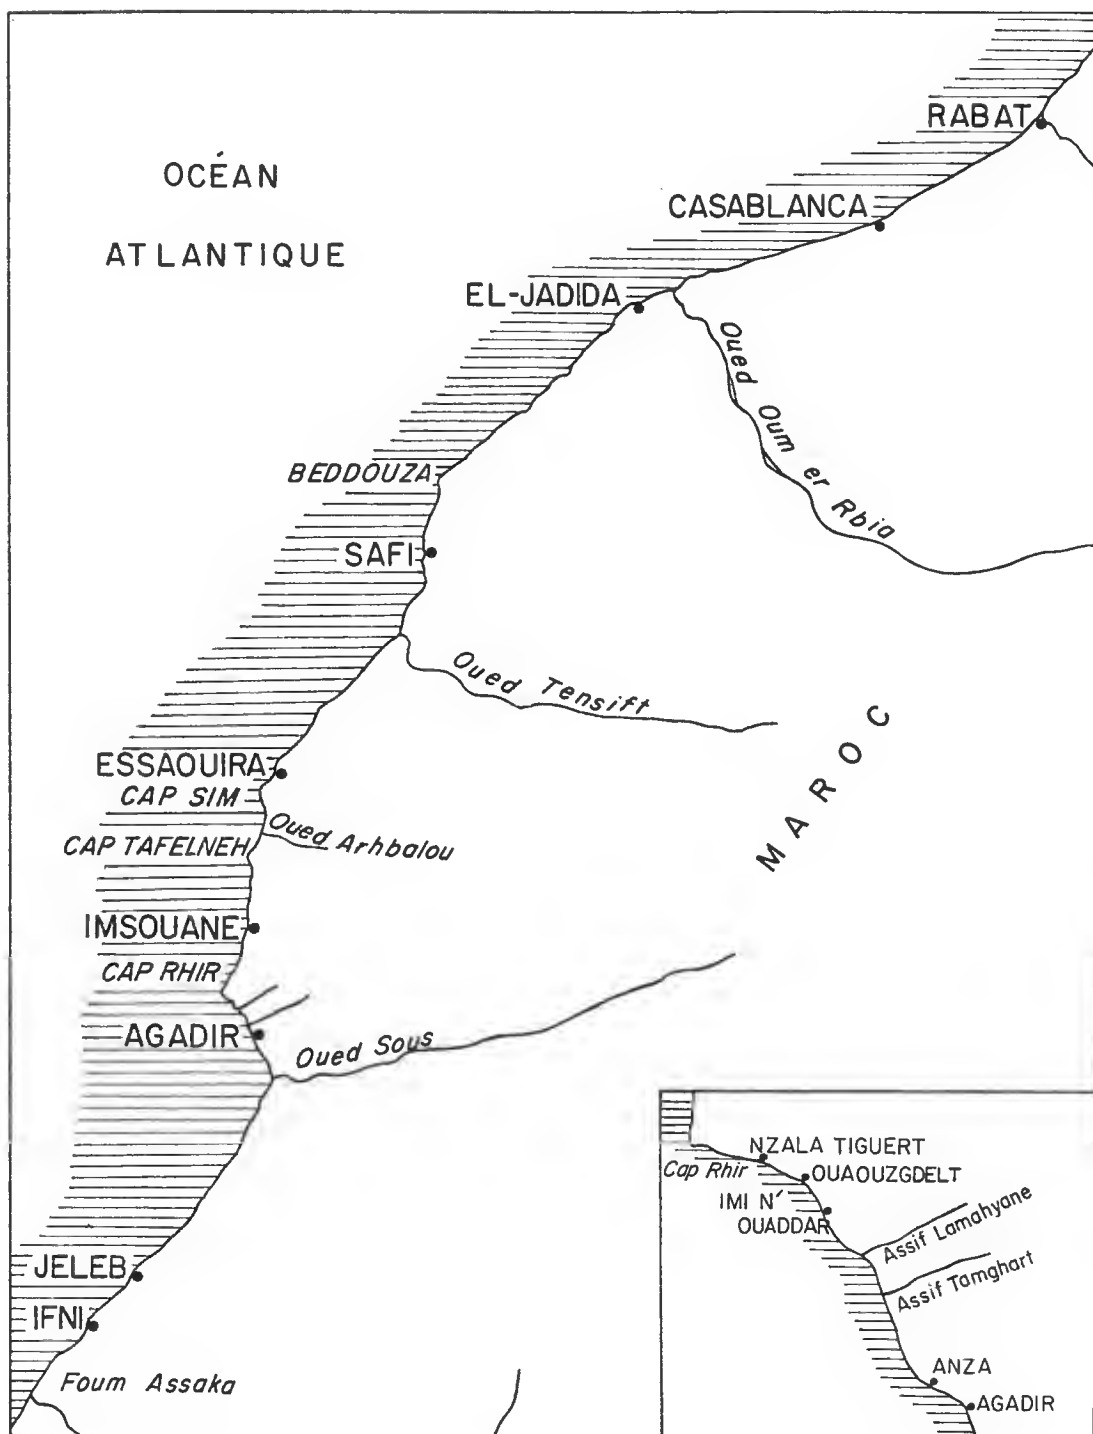 RABAT
OCÉAN
ATLANTIQUE
CASABLANCA
EL-JADIDA
Oued Oum er Rbia
BEDDOUZA
SAFI
Oued Tensift
MAROC
ESSAOUIRA
CAP SIM
Oued Arhbalou
CAP TAFELNEH
IMSOUANE
CAP RHIR
AGADIR
Oued Sous
JELEB
IFNI
Foum Assaka
NZALA TIGUERT
Cap Rhir
OUAOUZGDELT
IMI N'
OUADDAR
Assif Lamahyane
Assif Tamghart
ANZA
AGADIR